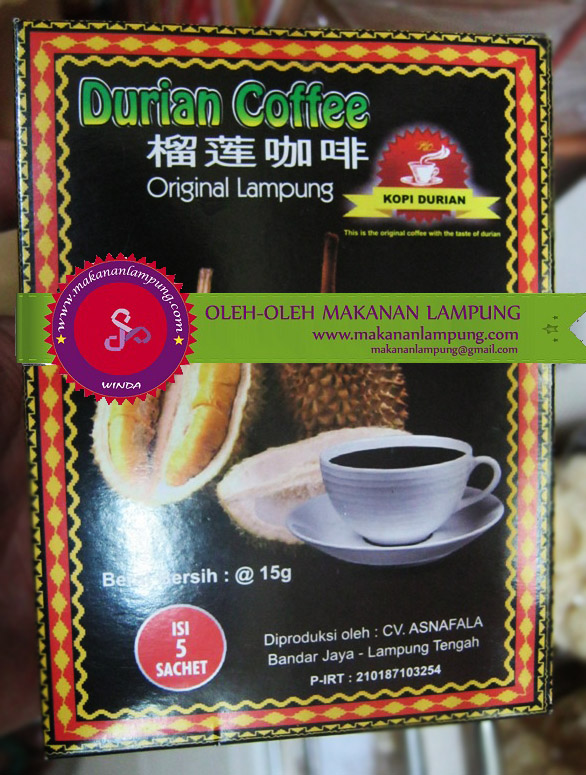 Durian Coffee
榴莲咖啡
Original Lampung
KOPI DURIAN
This is the original coffee with the taste of durian
www.makananlampung.com
WINDA
OLEH-OLEH MAKANAN LAMPUNG
www.makananlampung.com
makananlampung@gmail.com
Bersih : @ 15g
ISI
5
SACHET
Diproduksi oleh : CV. ASNAFALA
Bandar Jaya - Lampung Tengah
P-IRT : 210187103254